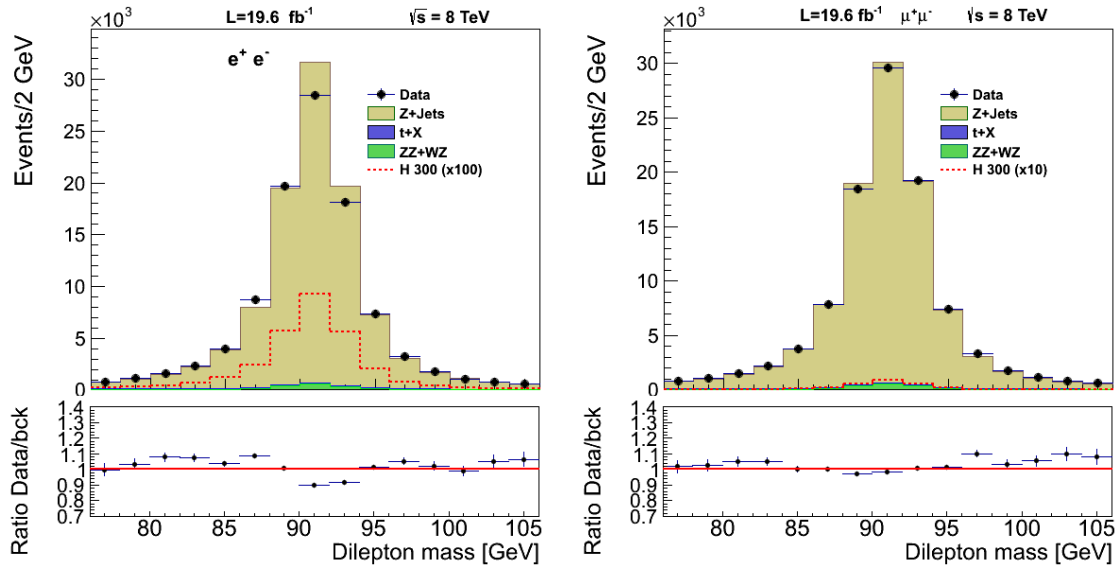 L=19.6 fb⁻¹ √s = 8 TeV
×10³
e⁺ e⁻
Events/2 GeV
30
25
20
15
10
5
0
Data
Z+Jets
t+X
ZZ+WZ
H 300 (x100)
Ratio Data/bck
1.4
1.3
1.2
1.1
1
0.9
0.8
0.7
80 85 90 95 100 105
Dilepton mass [GeV]
L=19.6 fb⁻¹ μ⁺μ⁻ √s = 8 TeV
×10³
Events/2 GeV
30
25
20
15
10
5
0
Data
Z+Jets
t+X
ZZ+WZ
H 300 (x10)
Ratio Data/bck
1.4
1.3
1.2
1.1
1
0.9
0.8
0.7
80 85 90 95 100 105
Dilepton mass [GeV]